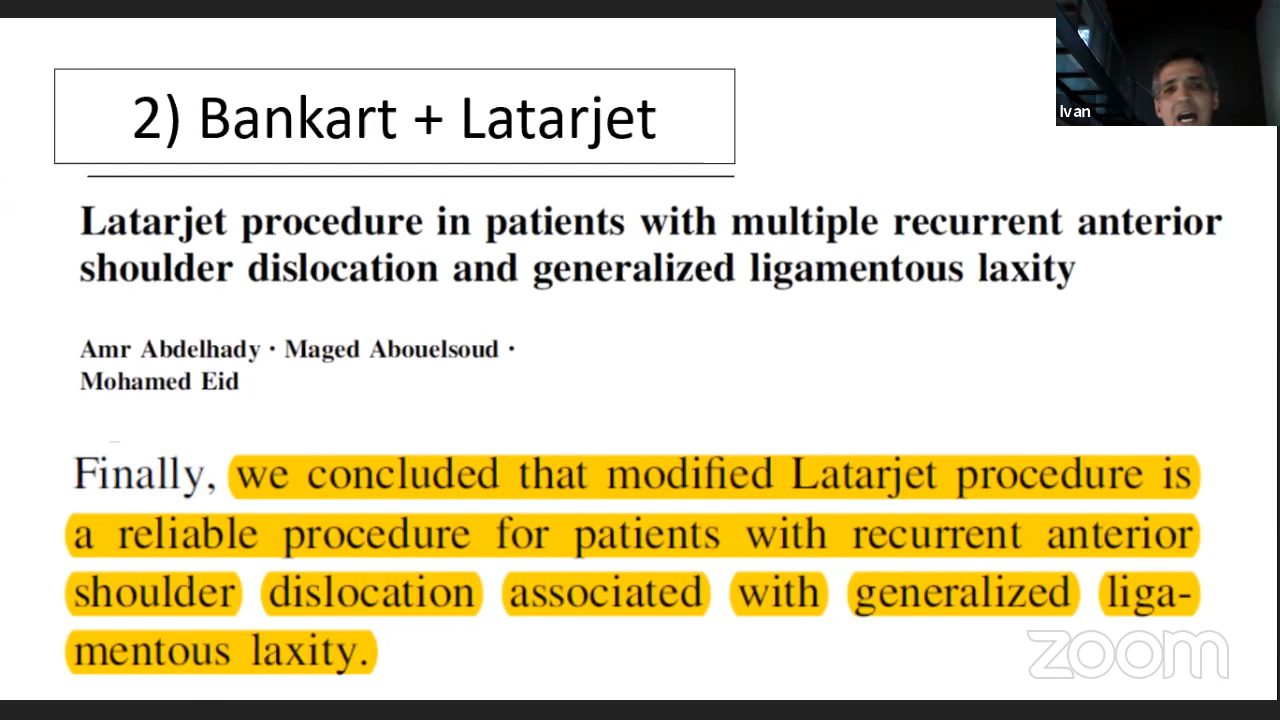 2) Bankart + Latarjet
Ivan
Latarjet procedure in patients with multiple recurrent anterior
shoulder dislocation and generalized ligamentous laxity
Amr Abdelhady · Maged Abouelsoud ·
Mohamed Eid
Finally, we concluded that modified Latarjet procedure is
a reliable procedure for patients with recurrent anterior
shoulder dislocation associated with generalized liga-
mentous laxity.
zoom